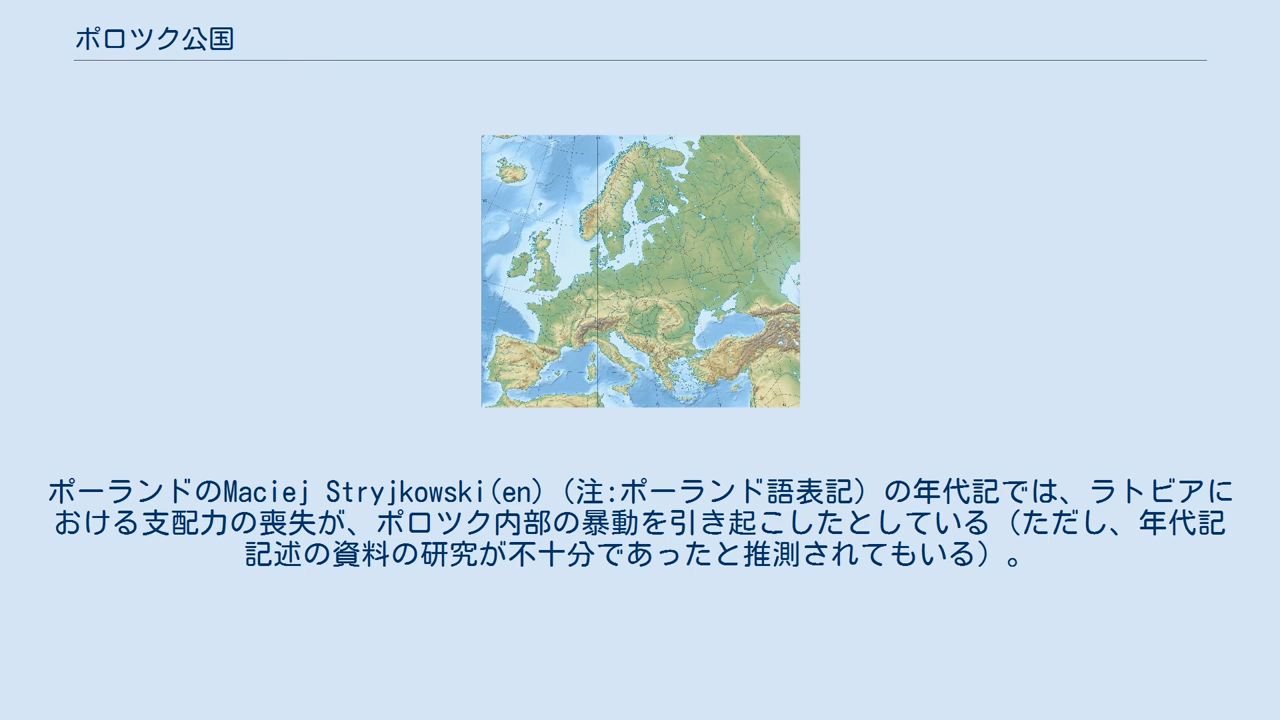 ポロツク公国
ポーランドのMaciej Stryjkowski(en)（注:ポーランド語表記）の年代記では、ラトビアに
おける支配力の喪失が、ポロツク内部の暴動を引き起こしたとしている（ただし、年代記
記述の資料の研究が不十分であったと推測されてもいる）。